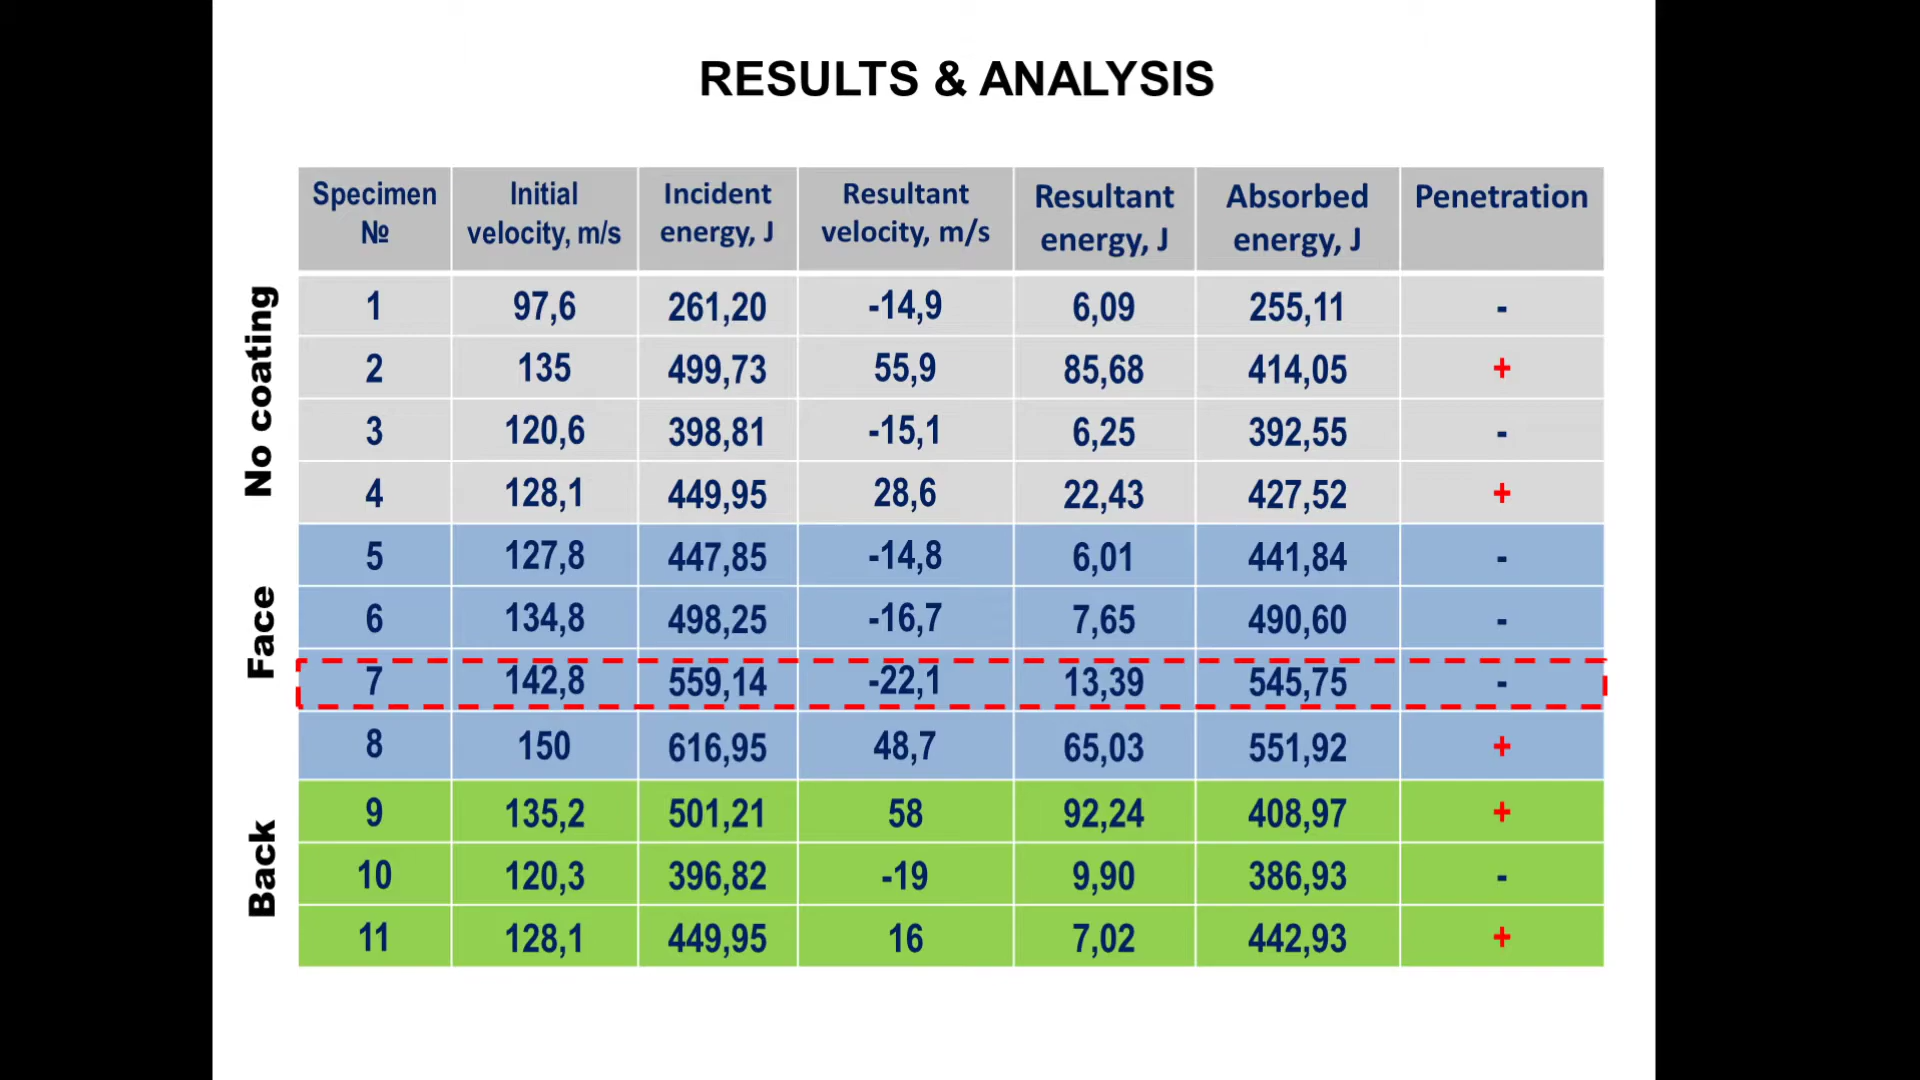 RESULTS & ANALYSIS
Specimen № Initial velocity, m/s Incident energy, J Resultant velocity, m/s Resultant energy, J Absorbed energy, J Penetration
No coating
1 97,6 261,20 -14,9 6,09 255,11 -
2 135 499,73 55,9 85,68 414,05 +
3 120,6 398,81 -15,1 6,25 392,55 -
4 128,1 449,95 28,6 22,43 427,52 +
Face
5 127,8 447,85 -14,8 6,01 441,84 -
6 134,8 498,25 -16,7 7,65 490,60 -
7 142,8 559,14 -22,1 13,39 545,75 -
8 150 616,95 48,7 65,03 551,92 +
Back
9 135,2 501,21 58 92,24 408,97 +
10 120,3 396,82 -19 9,90 386,93 -
11 128,1 449,95 16 7,02 442,93 +